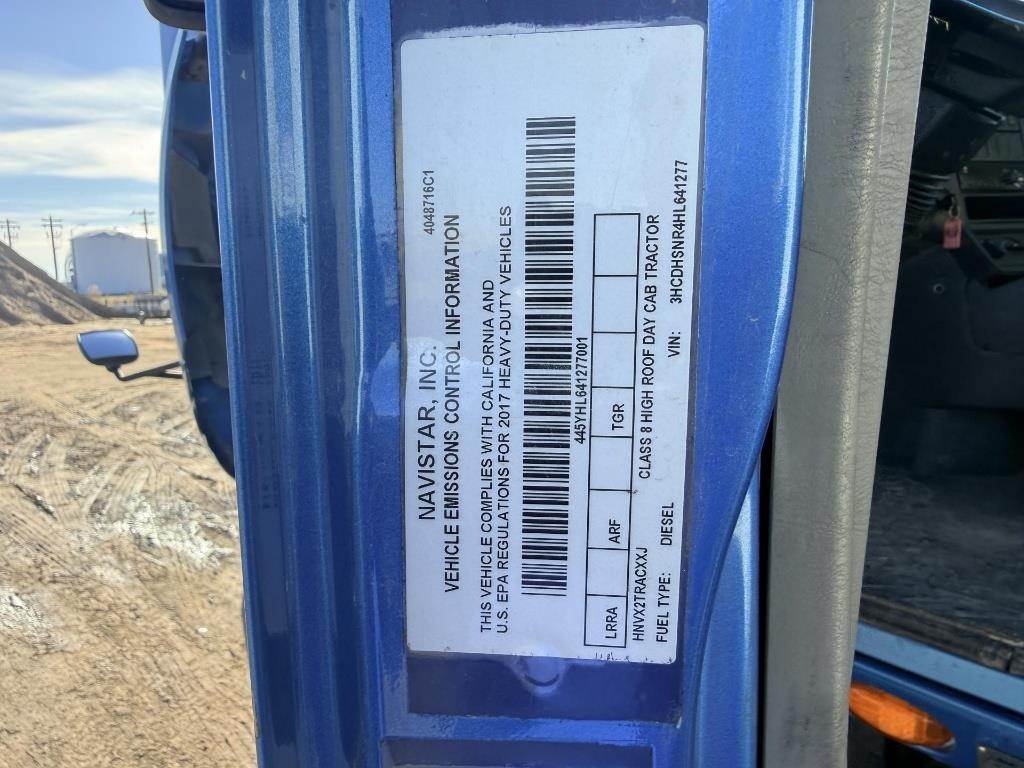 4048716C1
NAVISTAR, INC.
VEHICLE EMISSIONS CONTROL INFORMATION
THIS VEHICLE COMPLIES WITH CALIFORNIA AND
U.S. EPA REGULATIONS FOR 2017 HEAVY-DUTY VEHICLES
445YHL641277001
LRRA ARF TGR
HNVX2TRACXXJ CLASS 8 HIGH ROOF DAY CAB TRACTOR
FUEL TYPE: DIESEL VIN: 3HCDHSNR4HL641277